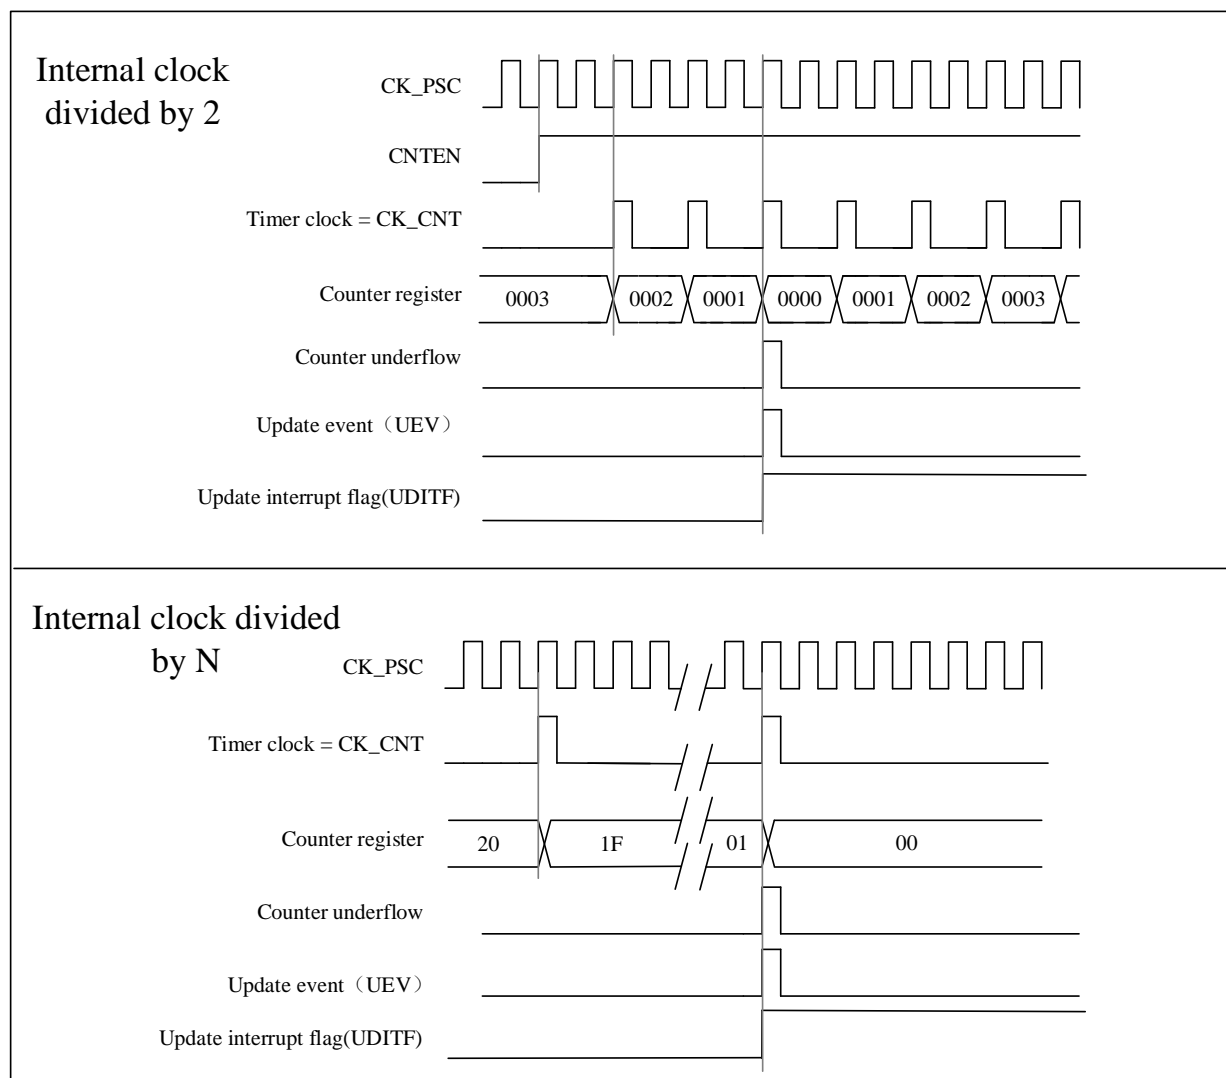 Internal clock
divided by 2
CK_PSC
CNTEN
Timer clock = CK_CNT
Counter register
0003 0002 0001 0000 0001 0002 0003
Counter underflow
Update event（UEV）
Update interrupt flag(UDITF)
Internal clock divided
by N
CK_PSC
Timer clock = CK_CNT
Counter register
20 1F 01 00
Counter underflow
Update event（UEV）
Update interrupt flag(UDITF)